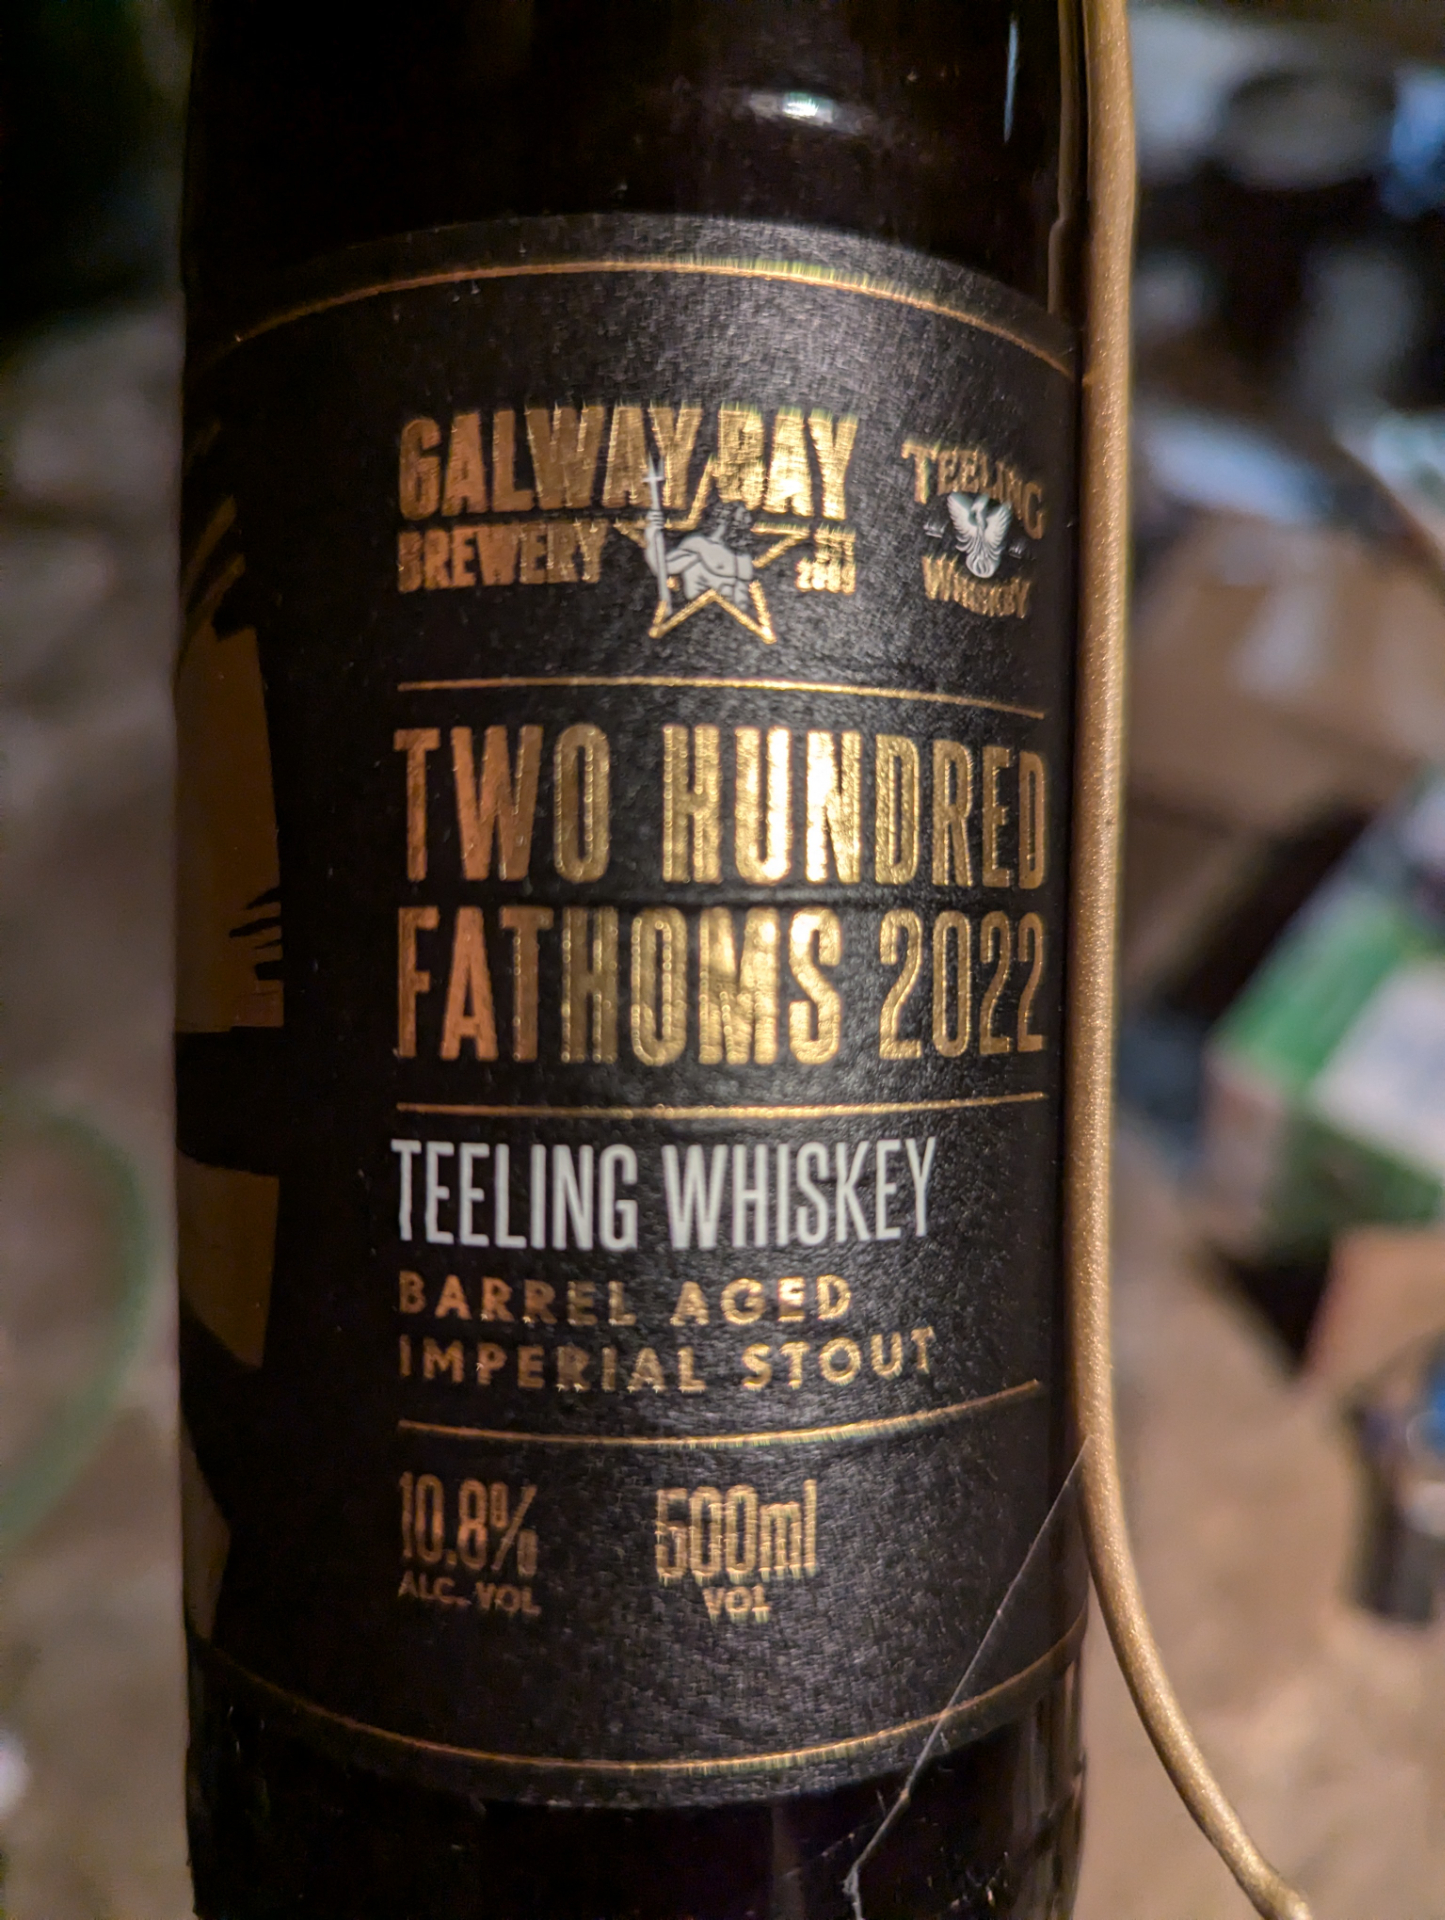 GALWAY BAY
BREWERY
TEELING
WHISKEY
TWO HUNDRED
FATHOMS 2022
TEELING WHISKEY
BARREL AGED
IMPERIAL STOUT
10.8% 500ml
ALC. VOL VOL